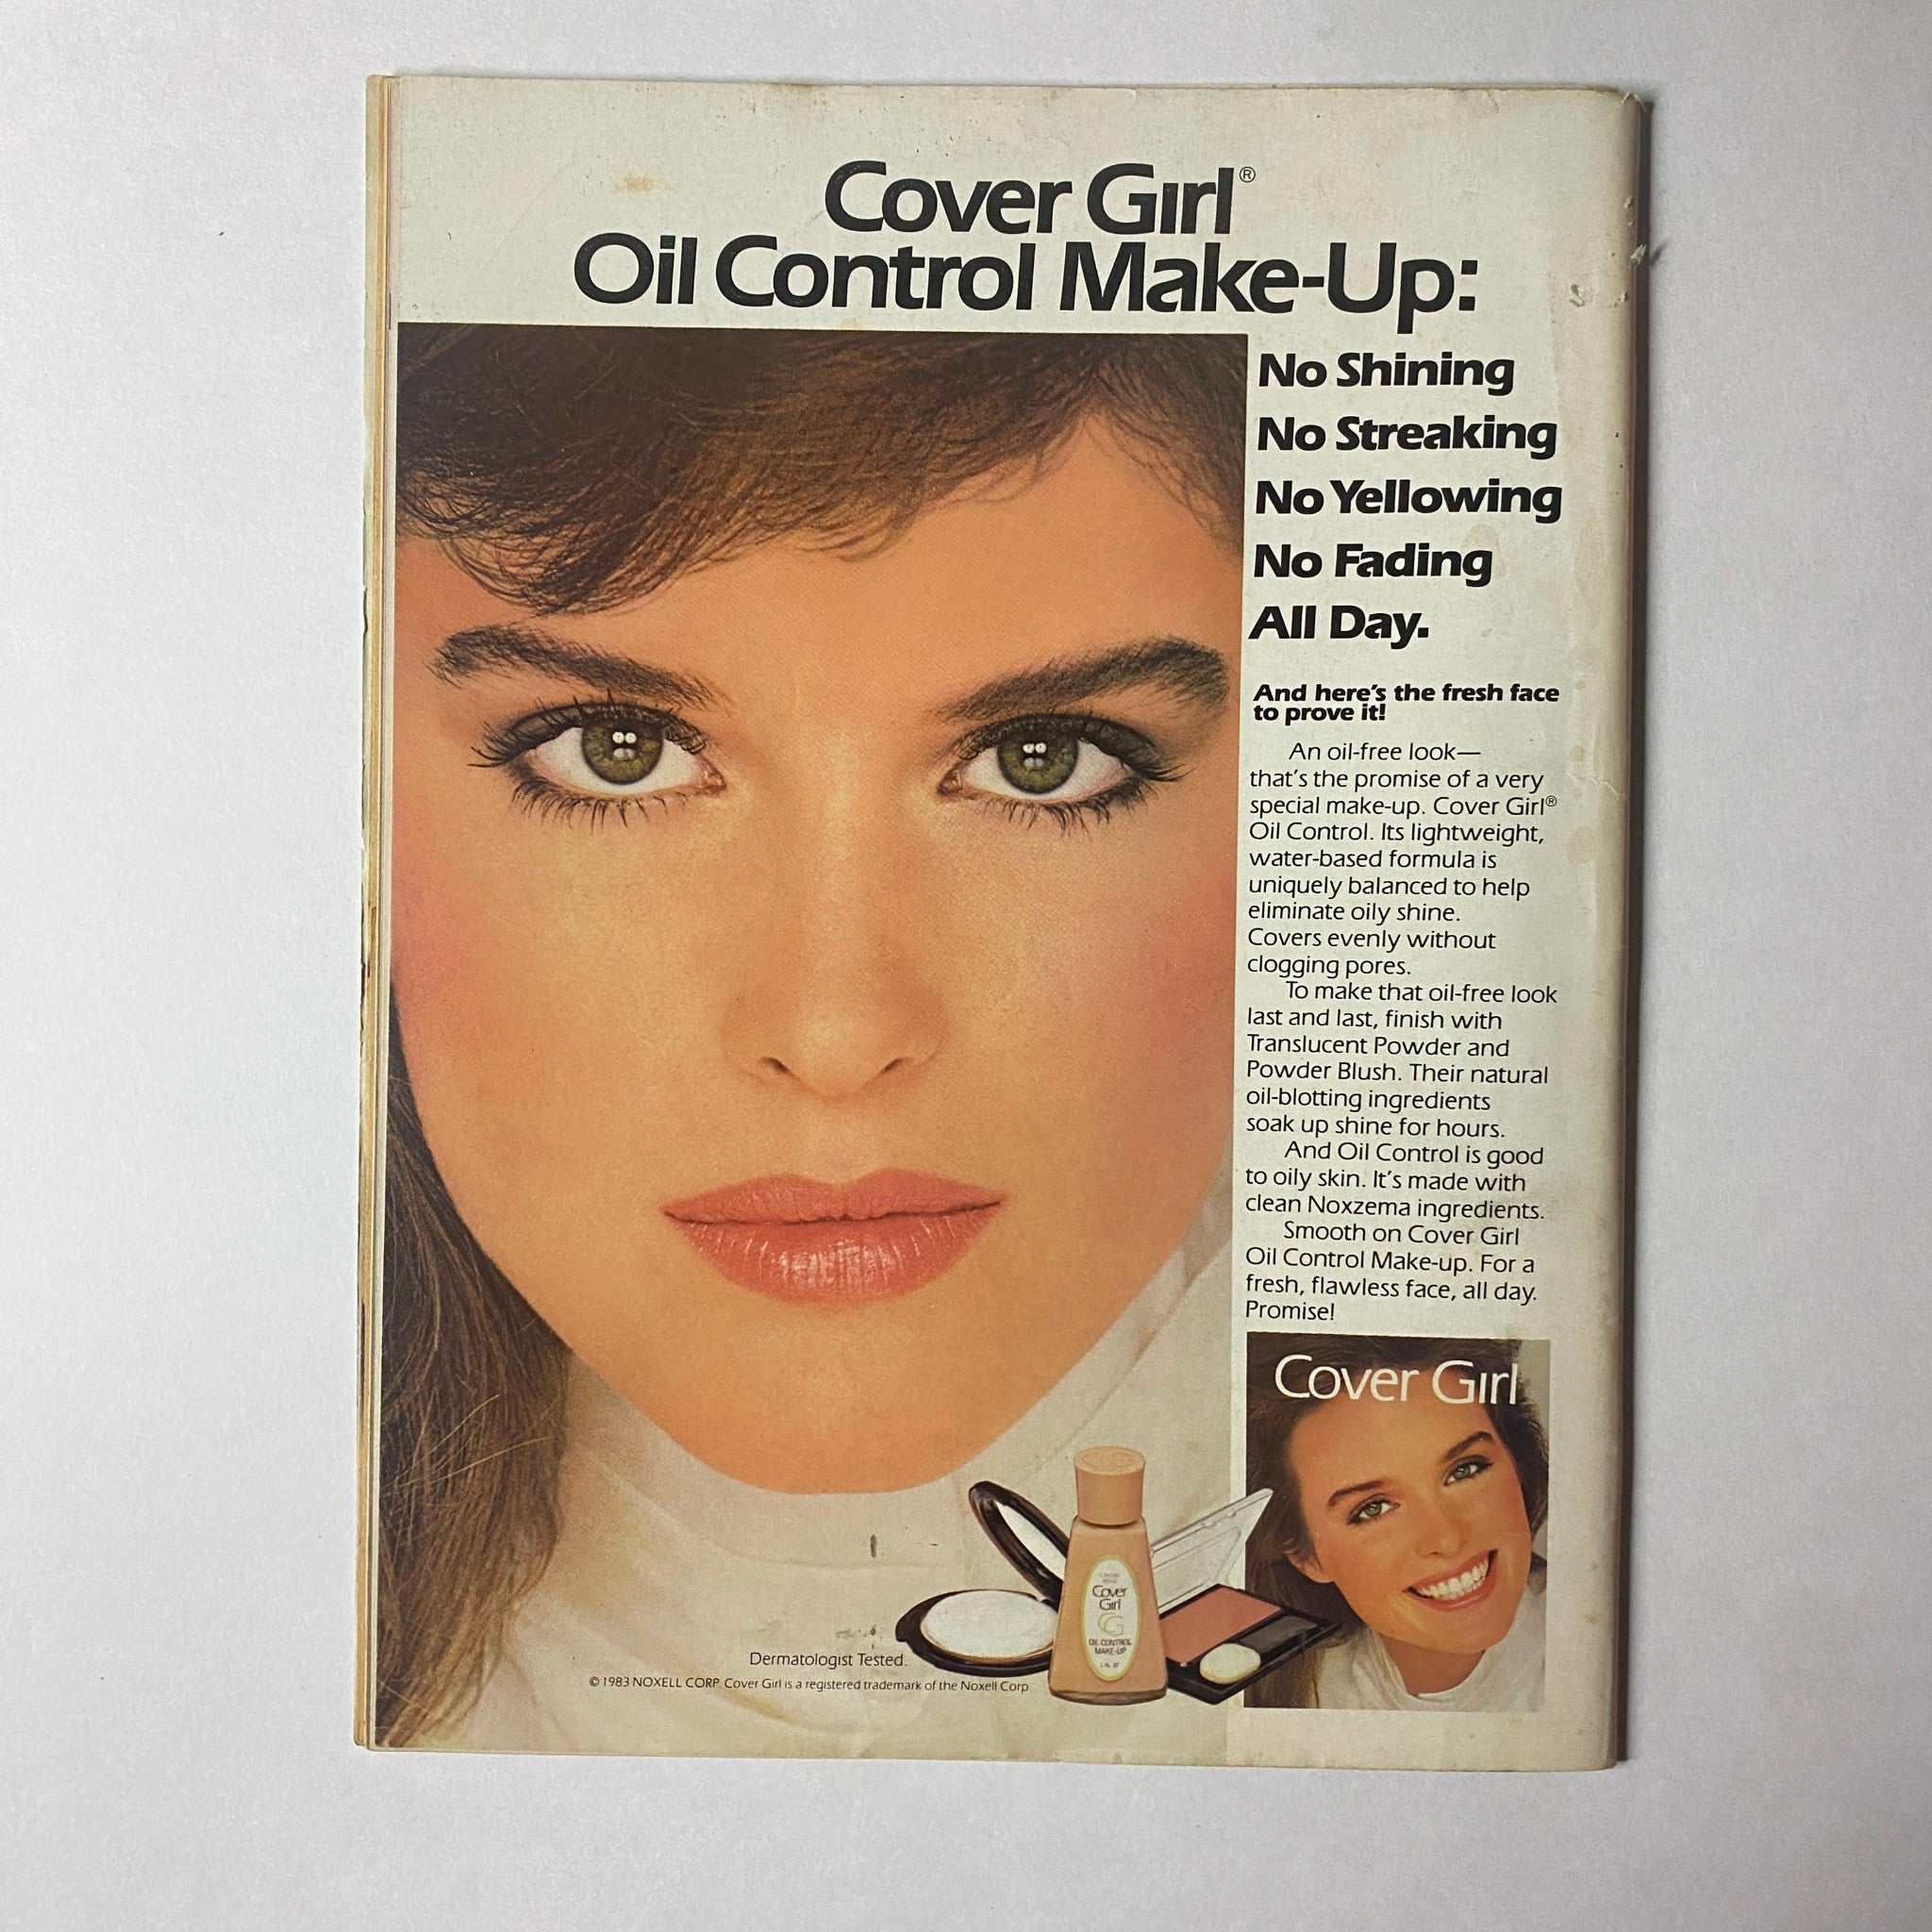 Cover Girl®
Oil Control Make-Up:
No Shining
No Streaking
No Yellowing
No Fading
All Day.
And here's the fresh face
to prove it!
An oil-free look—
that's the promise of a very
special make-up. Cover Girl®
Oil Control. Its lightweight,
water-based formula is
uniquely balanced to help
eliminate oily shine.
Covers evenly without
clogging pores.
To make that oil-free look
last and last, finish with
Translucent Powder and
Powder Blush. Their natural
oil-blotting ingredients
soak up shine for hours.
And Oil Control is good
to oily skin. It's made with
clean Noxzema ingredients.
Smooth on Cover Girl
Oil Control Make-up. For a
fresh, flawless face, all day.
Promise!
Cover Girl
Cover
Girl
CG
OIL CONTROL
MAKE-UP
Dermatologist Tested.
© 1983 NOXELL CORP. Cover Girl is a registered trademark of the Noxell Corp.